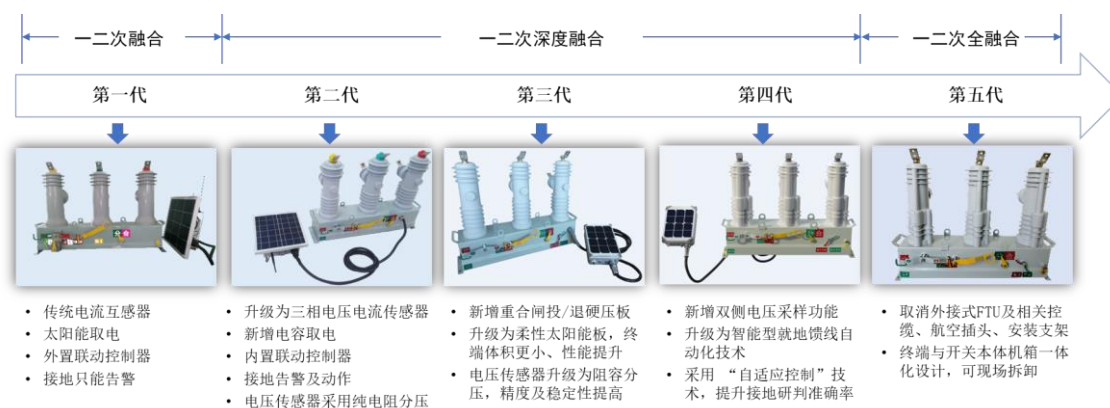 一二次融合
一二次深度融合
一二次全融合
第一代
第二代
第三代
第四代
第五代
• 传统电流互感器
• 太阳能取电
• 外置联动控制器
• 接地只能告警
• 升级为三相电压电流传感器
• 新增电容取电
• 内置联动控制器
• 接地告警及动作
• 电压传感器采用纯电阻分压
• 新增重合闸投/退硬压板
• 升级为柔性太阳能板，终
端体积更小、性能提升
• 电压传感器升级为阻容分
压，精度及稳定性提高
• 新增双侧电压采样功能
• 升级为智能型就地馈线自
动化技术
• 采用 “自适应控制”技
术，提升接地研判准确率
• 取消外接式FTU及相关控
缆、航空插头、安装支架
• 终端与开关本体机箱一体
化设计，可现场拆卸